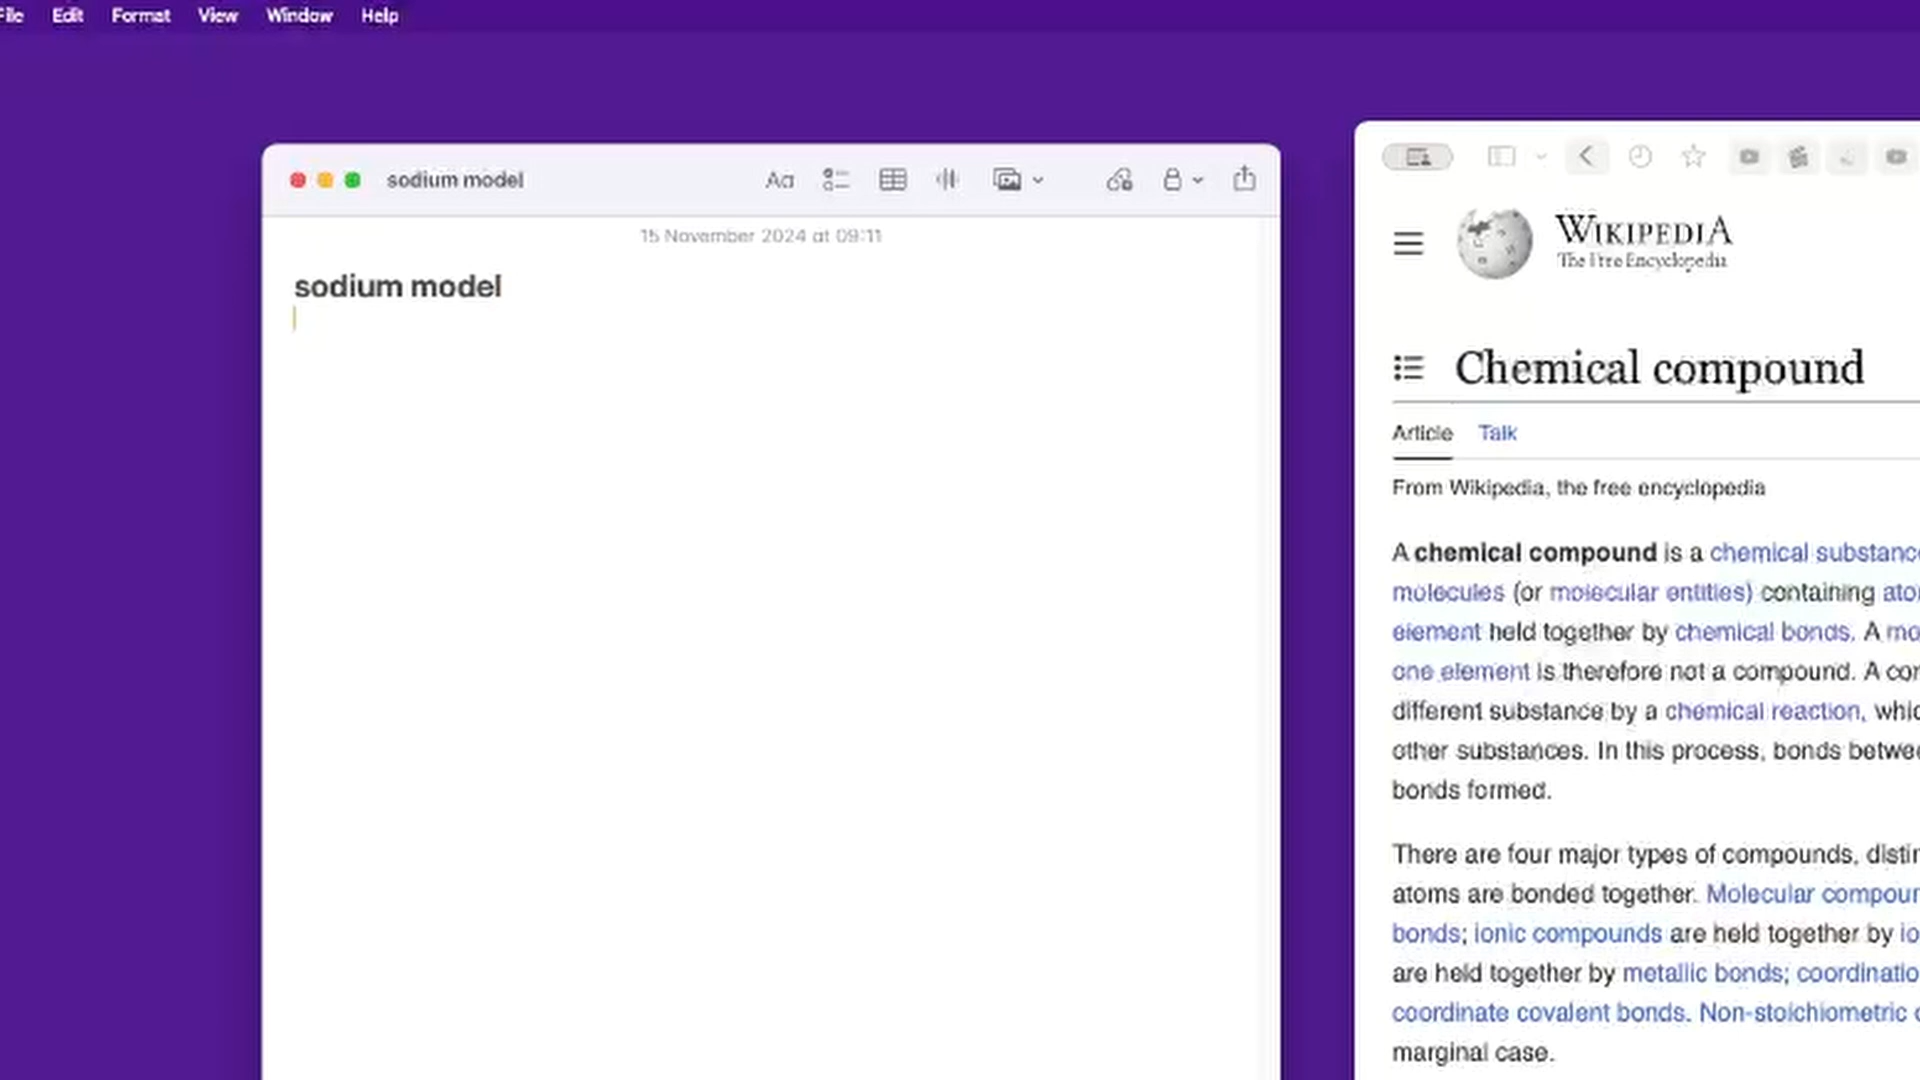 File Edit Format View Window Help
sodium model
Aa
15 November 2024 at 09:11
sodium model
WIKIPEDIA
The Free Encyclopedia
Chemical compound
Article Talk
From Wikipedia, the free encyclopedia
A chemical compound is a chemical substanc
molecules (or molecular entities) containing ato
element held together by chemical bonds. A mo
one element is therefore not a compound. A con
different substance by a chemical reaction, whic
other substances. In this process, bonds betwee
bonds formed.
There are four major types of compounds, distin
atoms are bonded together. Molecular compoun
bonds; ionic compounds are held together by io
are held together by metallic bonds; coordinatio
coordinate covalent bonds. Non-stoichiometric c
marginal case.